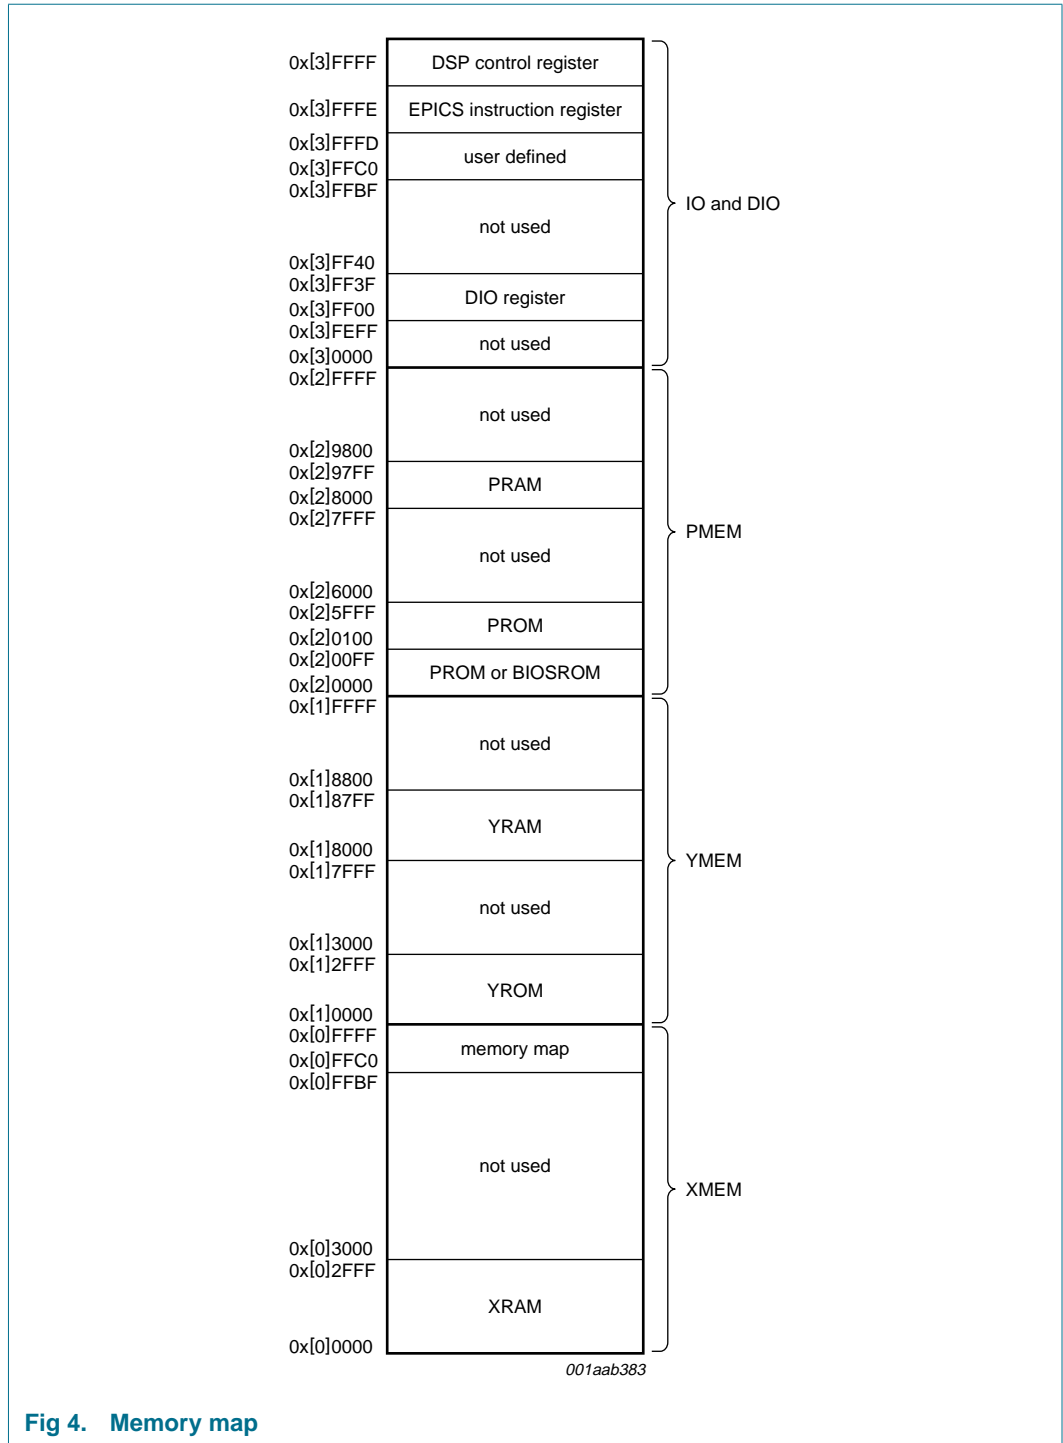 0x[3]FFFF DSP control register
0x[3]FFFE EPICS instruction register
0x[3]FFFD
user defined
0x[3]FFC0
0x[3]FFBF
IO and DIO
not used
0x[3]FF40
0x[3]FF3F
DIO register
0x[3]FF00
0x[3]FEFF
not used
0x[3]0000
0x[2]FFFF
not used
0x[2]9800
0x[2]97FF
PRAM
0x[2]8000
0x[2]7FFF
PMEM
not used
0x[2]6000
0x[2]5FFF
PROM
0x[2]0100
0x[2]00FF
PROM or BIOSROM
0x[2]0000
0x[1]FFFF
not used
0x[1]8800
0x[1]87FF
YRAM
0x[1]8000
YMEM
0x[1]7FFF
not used
0x[1]3000
0x[1]2FFF
YROM
0x[1]0000
0x[0]FFFF
memory map
0x[0]FFC0
0x[0]FFBF
not used
XMEM
0x[0]3000
0x[0]2FFF
XRAM
0x[0]0000
001aab383
Fig 4. Memory map